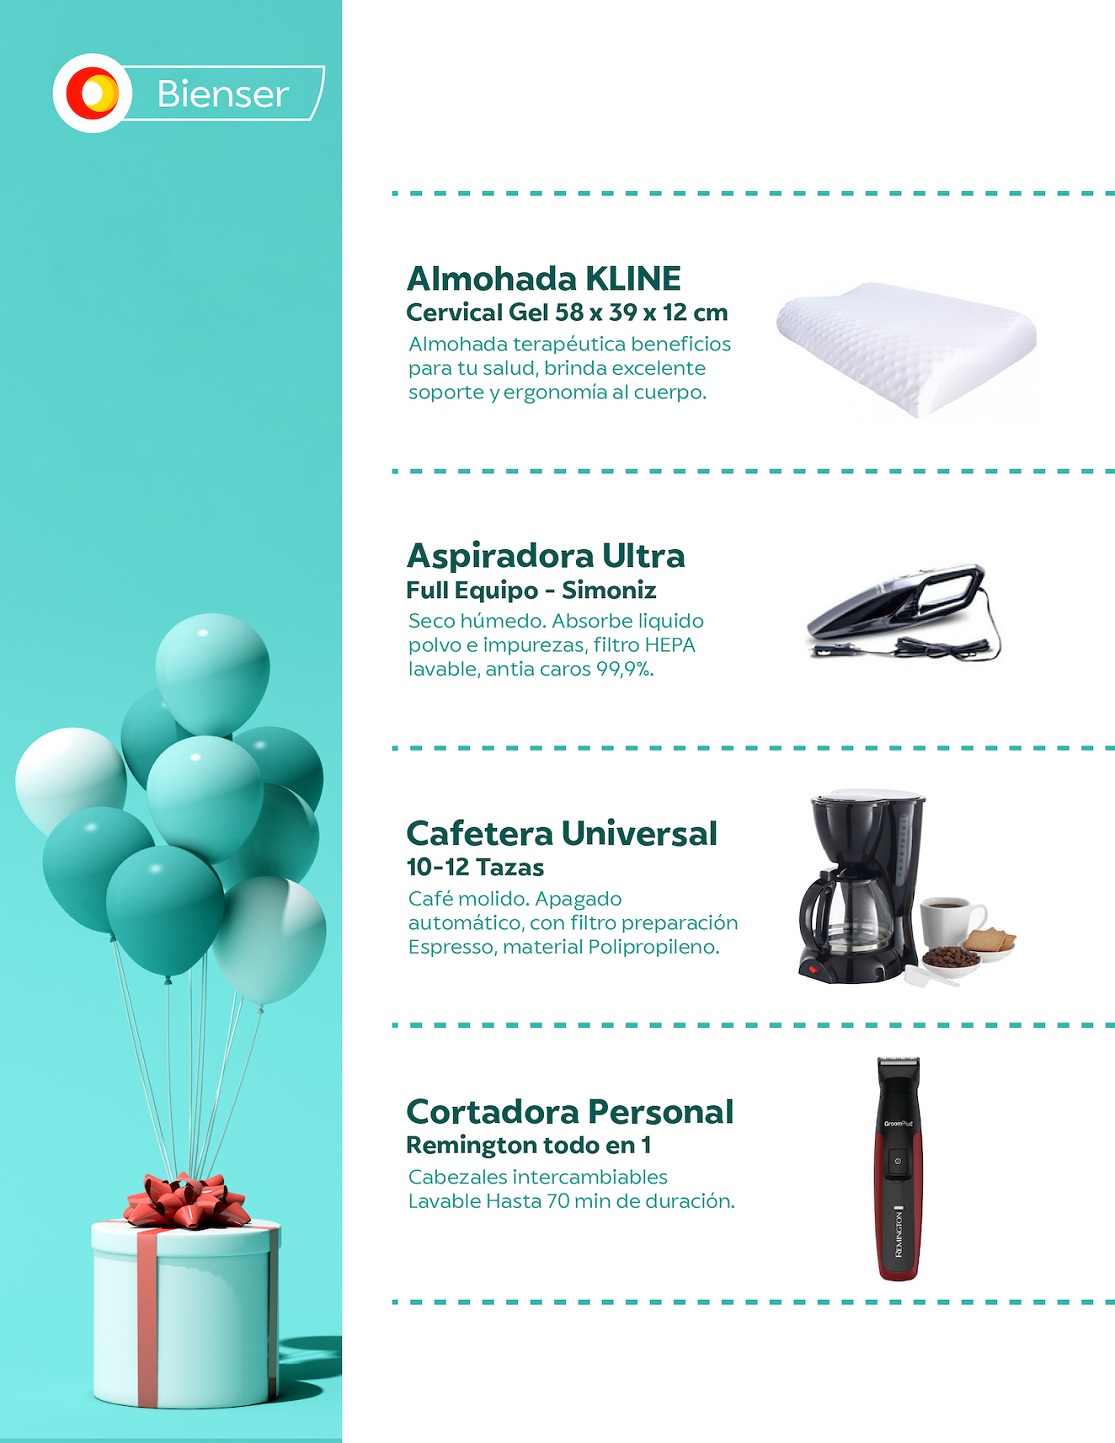 Bienser
Almohada KLINE
Cervical Gel 58 x 39 x 12 cm
Almohada terapéutica beneficios
para tu salud, brinda excelente
soporte y ergonomía al cuerpo.
Aspiradora Ultra
Full Equipo - Simoniz
Seco húmedo. Absorbe liquido
polvo e impurezas, filtro HEPA
lavable, antia caros 99,9%.
Cafetera Universal
10-12 Tazas
Café molido. Apagado
automático, con filtro preparación
Espresso, material Polipropileno.
Cortadora Personal
Remington todo en 1
Cabezales intercambiables
Lavable Hasta 70 min de duración.
GroomPlus
REMINGTON